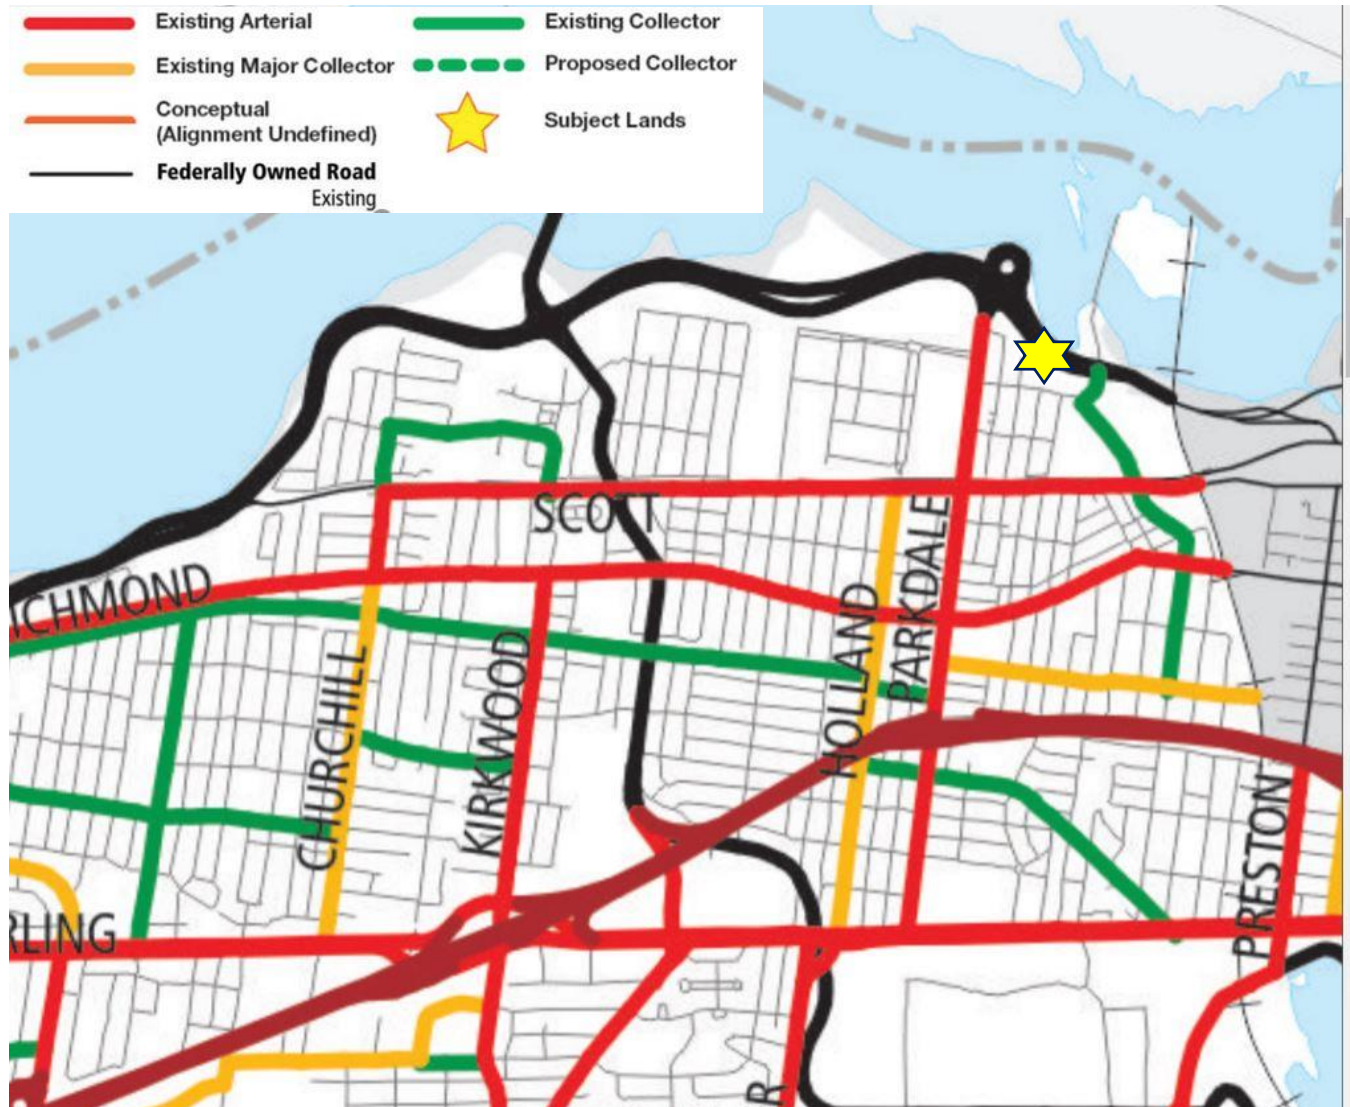 Existing Arterial
Existing Collector
Existing Major Collector
Proposed Collector
Conceptual
(Alignment Undefined)
Subject Lands
Federally Owned Road
Existing
SCOTT
ICHMOND
HOLLAND
PARKDALE
CHURCHILL
KIRKWOOD
PRESTON
RLING
R